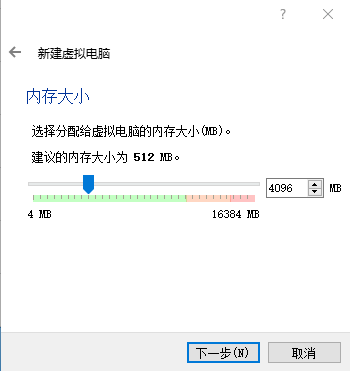 ?
新建虚拟电脑
内存大小
选择分配给虚拟电脑的内存大小(MB)。
建议的内存大小为 512 MB。
4096 MB
4 MB 16384 MB
下一步(N) 取消